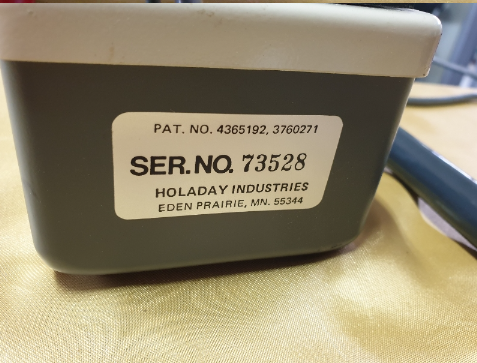 PAT. NO. 4365192, 3760271
SER.NO. 73528
HOLADAY INDUSTRIES
EDEN PRAIRIE, MN. 55344